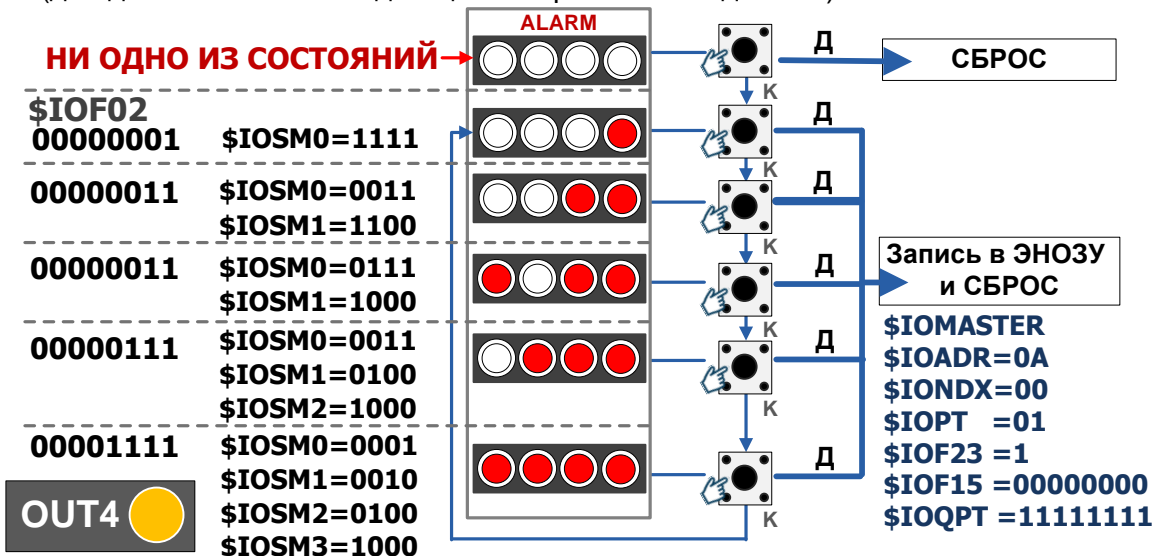 ALARM
НИ ОДНО ИЗ СОСТОЯНИЙ
Д
СБРОС
К
$IOF02
00000001 $IOSM0=1111
Д
К
00000011 $IOSM0=0011
$IOSM1=1100
Д
К
00000011 $IOSM0=0111
$IOSM1=1000
Д
Запись в ЭНОЗУ
и СБРОС
К
00000111 $IOSM0=0011
$IOSM1=0100
$IOSM2=1000
Д
К
00001111 $IOSM0=0001
$IOSM1=0010
$IOSM2=0100
$IOSM3=1000
Д
К
$IOMASTER
$IOADR=0A
$IONDX=00
$IOPT =01
$IOF23 =1
$IOF15 =00000000
$IOQPT =11111111
OUT4